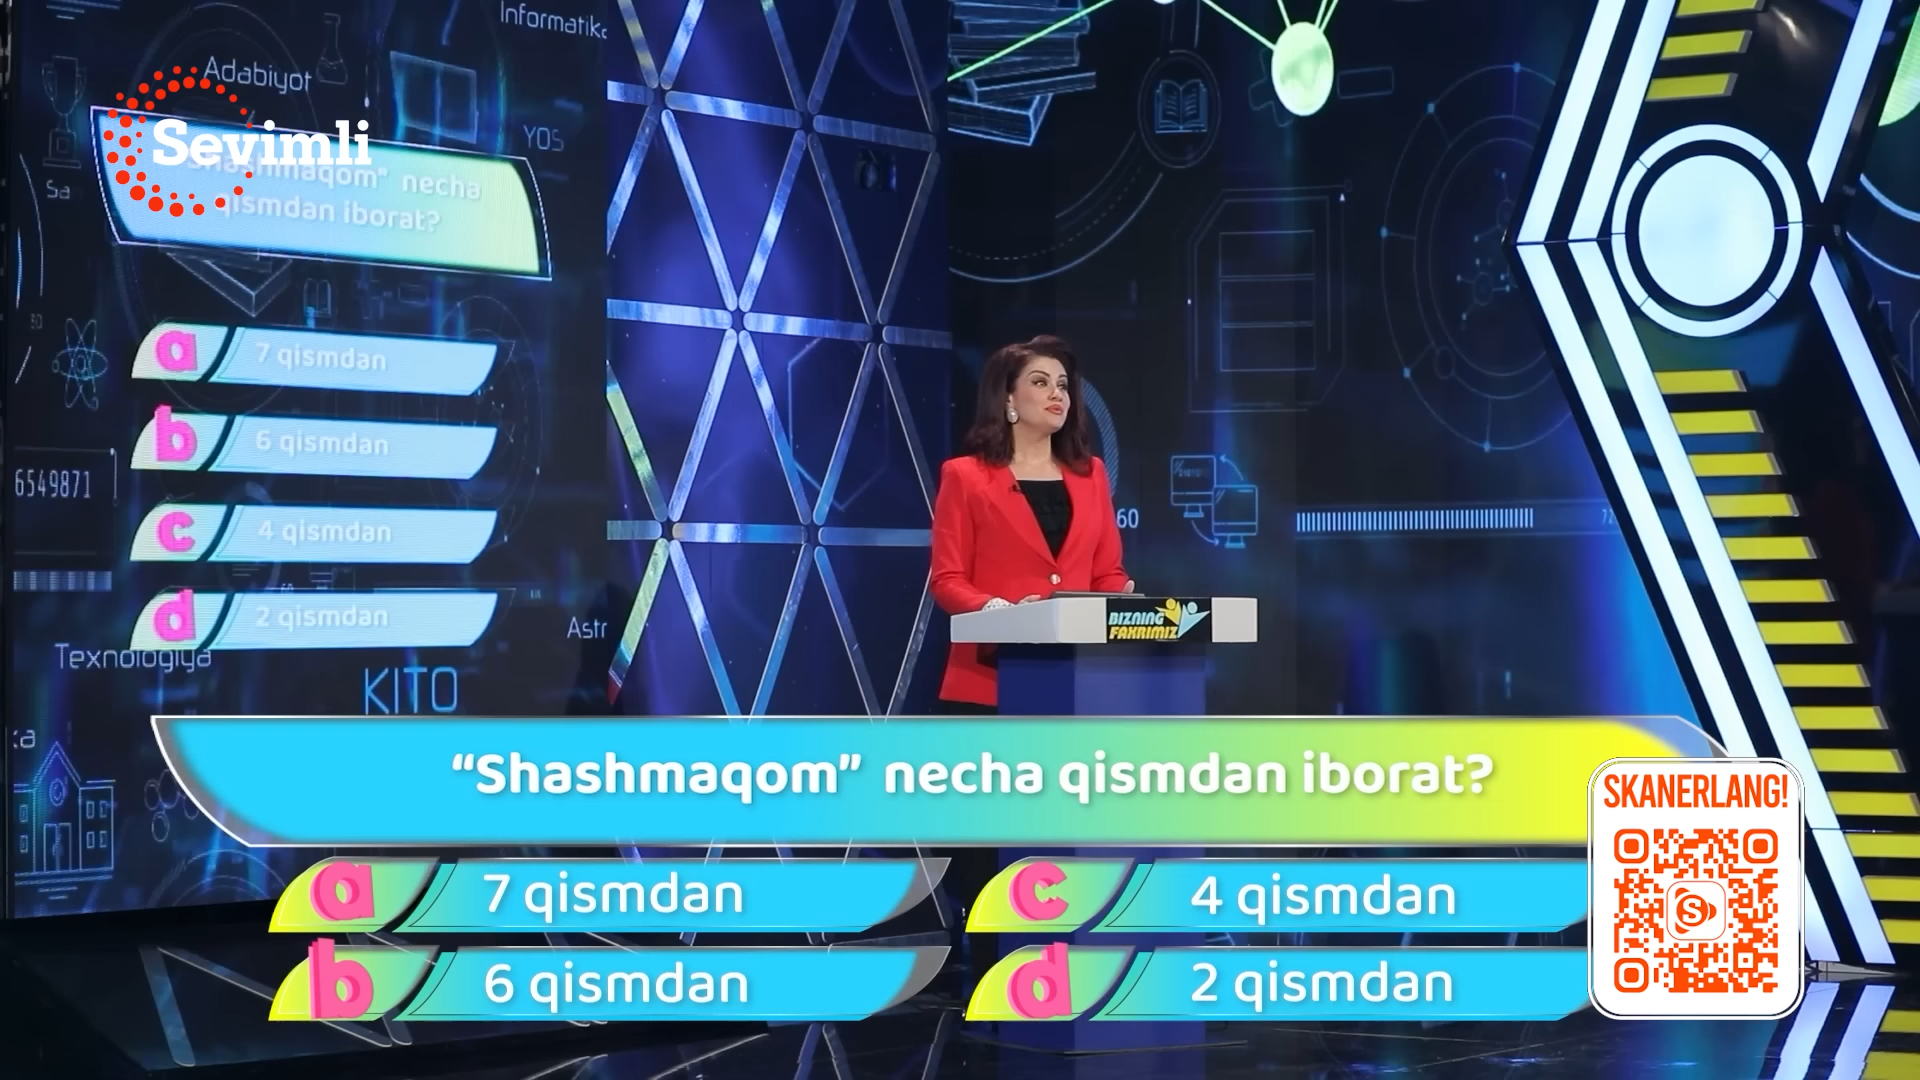 Informatika
Adabiyot
Sevimli
YOS
Sa
"Shashmaqom" necha
qismdan iborat?
a 7 qismdan
b 6 qismdan
c 4 qismdan
d 2 qismdan
6549871
60
Astr
Texnologiya
KITO
BIZNING
FAXRIMIZ
“Shashmaqom” necha qismdan iborat?
SKANERLANG!
a 7 qismdan
c 4 qismdan
b 6 qismdan
d 2 qismdan